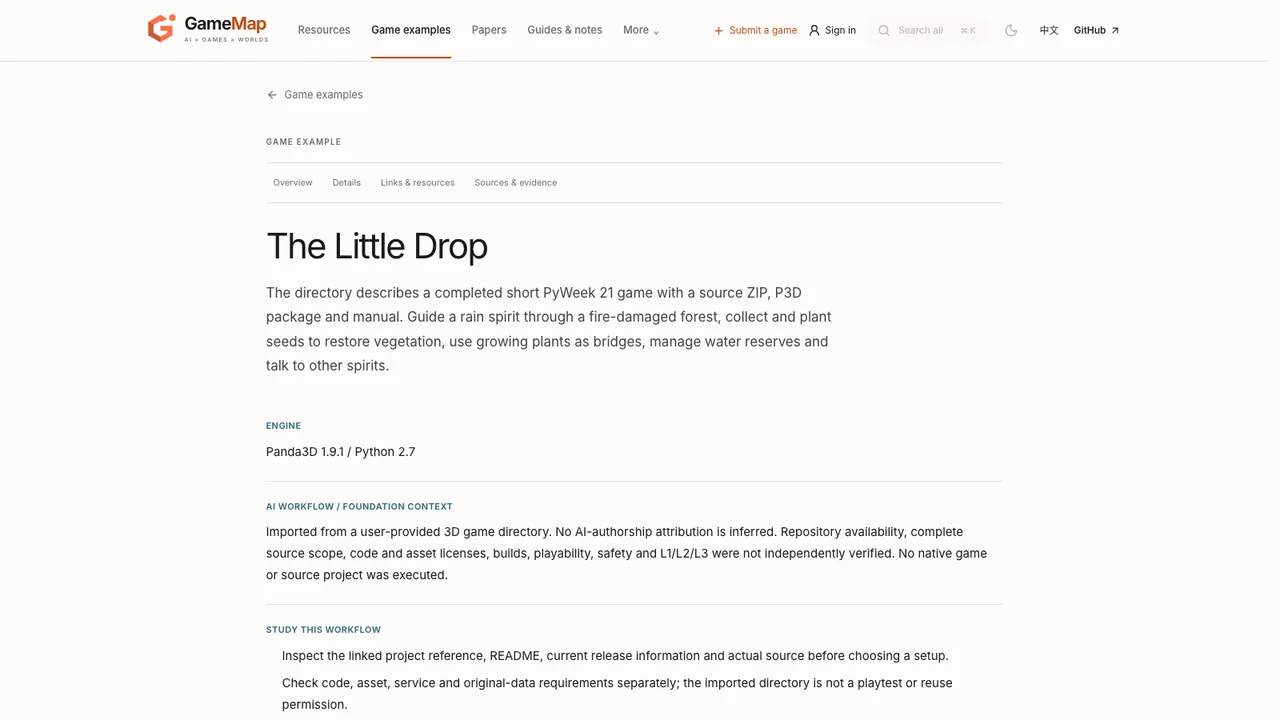 GameMap
AI × GAMES × WORLDS
Resources
Game examples
Papers
Guides & notes
More
Submit a game
Sign in
Search all
⌘ K
中文
GitHub
Game examples
GAME EXAMPLE
Overview
Details
Links & resources
Sources & evidence
The Little Drop
The directory describes a completed short PyWeek 21 game with a source ZIP, P3D
package and manual. Guide a rain spirit through a fire-damaged forest, collect and plant
seeds to restore vegetation, use growing plants as bridges, manage water reserves and
talk to other spirits.
ENGINE
Panda3D 1.9.1 / Python 2.7
AI WORKFLOW / FOUNDATION CONTEXT
Imported from a user-provided 3D game directory. No AI-authorship attribution is inferred. Repository availability, complete
source scope, code and asset licenses, builds, playability, safety and L1/L2/L3 were not independently verified. No native game
or source project was executed.
STUDY THIS WORKFLOW
Inspect the linked project reference, README, current release information and actual source before choosing a setup.
Check code, asset, service and original-data requirements separately; the imported directory is not a playtest or reuse
permission.